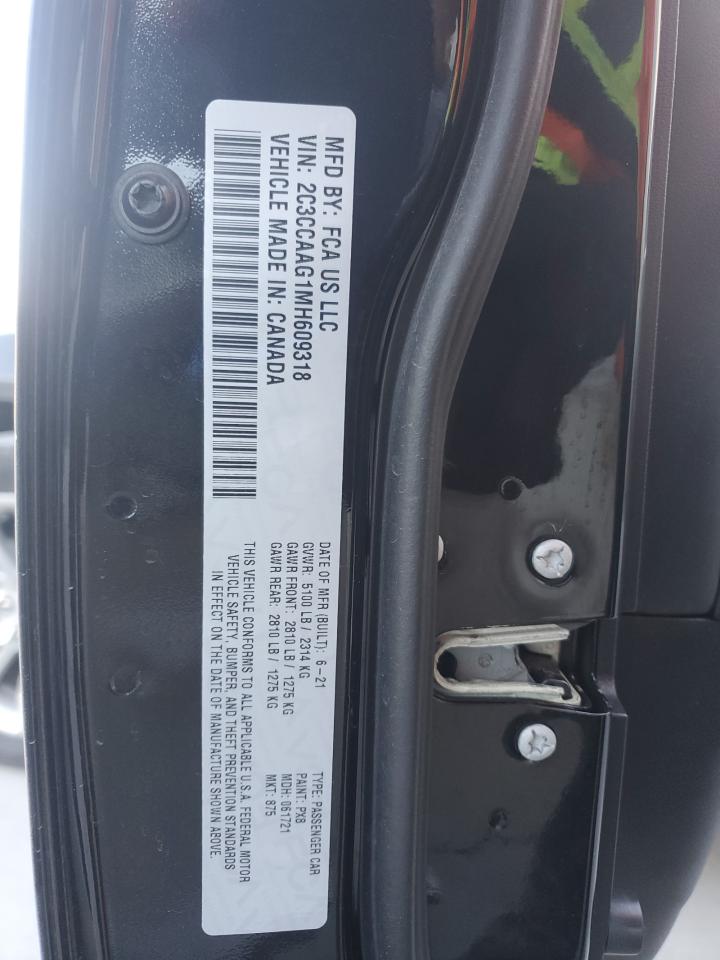 MFD BY: FCA US LLC
VIN: 2C3CCAAG1MH609318
VEHICLE MADE IN: CANADA
DATE OF MFR (BUILT): 6-21
GVWR: 5100 LB / 2314 KG
GAWR FRONT: 2810 LB / 1275 KG
GAWR REAR: 2810 LB / 1275 KG
TYPE: PASSENGER CAR
PAINT: PX8
MDH: 061721
MKT: 875
THIS VEHICLE CONFORMS TO ALL APPLICABLE U.S.A. FEDERAL MOTOR
VEHICLE SAFETY, BUMPER, AND THEFT PREVENTION STANDARDS
IN EFFECT ON THE DATE OF MANUFACTURE SHOWN ABOVE.